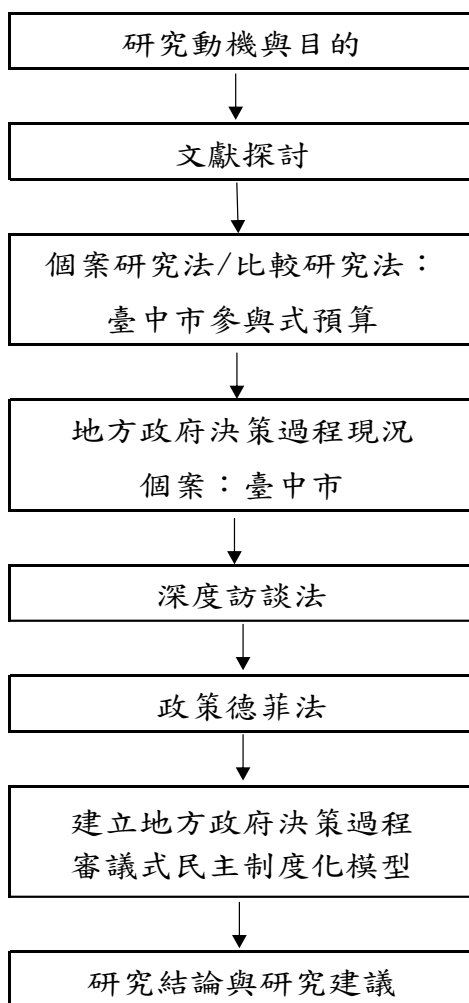 研究動機與目的
文獻探討
個案研究法/比較研究法：
臺中市參與式預算
地方政府決策過程現況
個案：臺中市
深度訪談法
政策德菲法
建立地方政府決策過程
審議式民主制度化模型
研究結論與研究建議